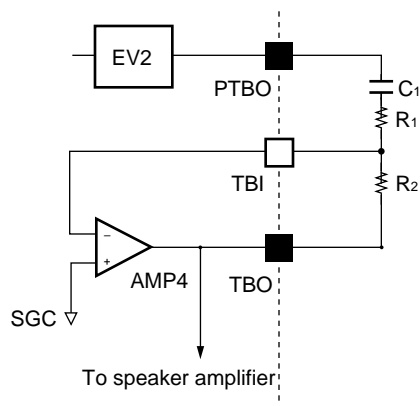 EV2
PTBO
C1
R1
TBI
R2
−
+
AMP4
TBO
SGC
To speaker amplifier